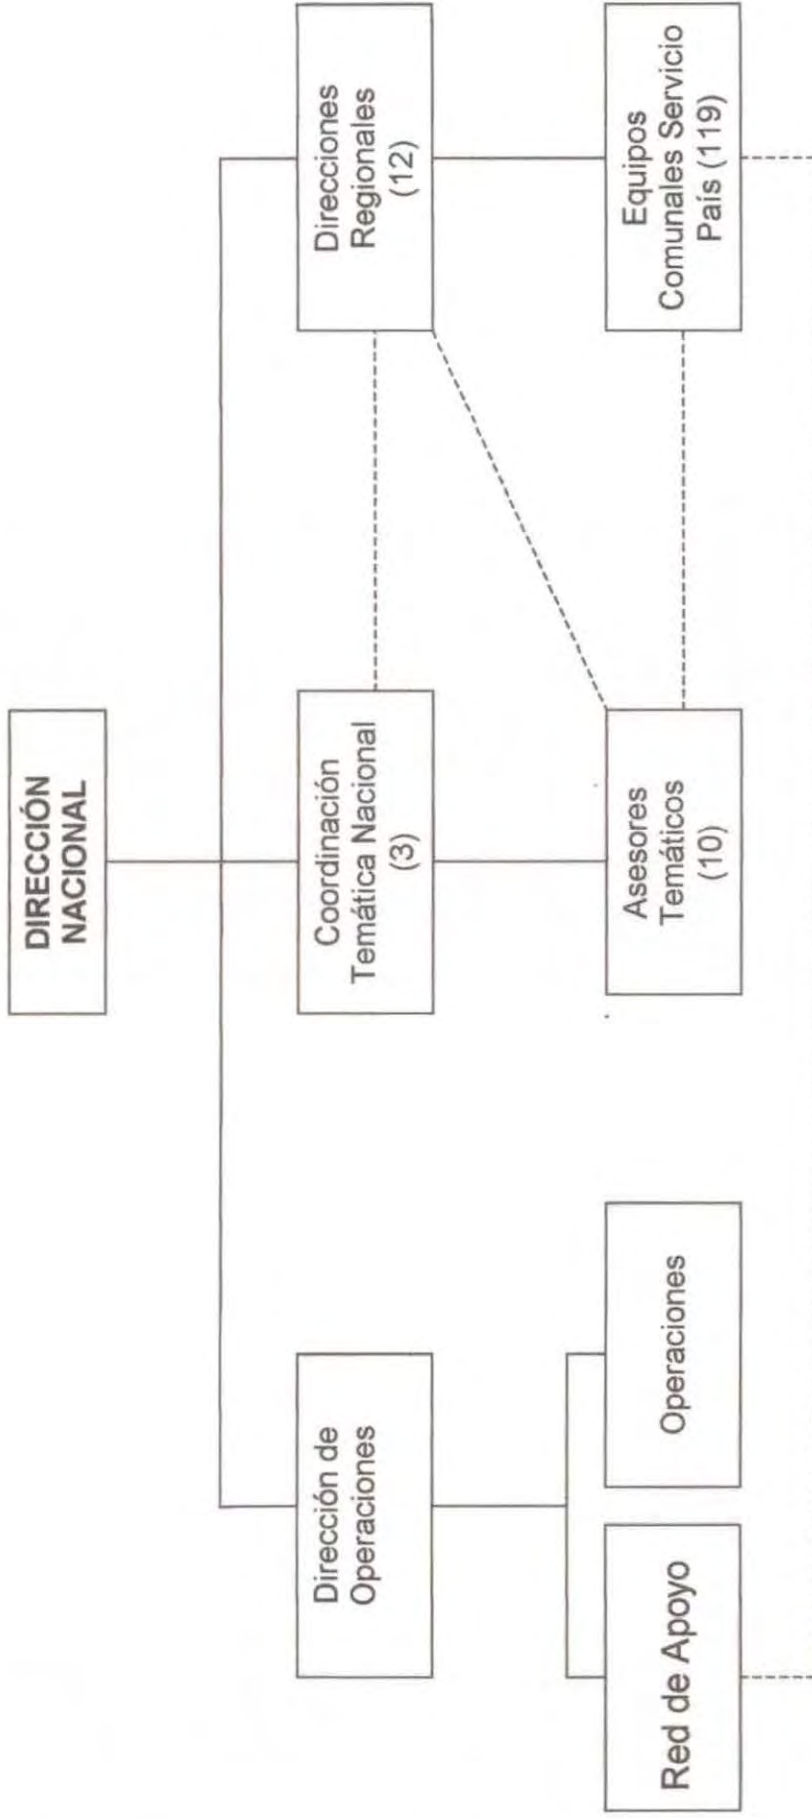 DIRECCIÓN
NACIONAL
Dirección de
Operaciones
Coordinación
Temática Nacional
(3)
Direcciones
Regionales
(12)
Red de Apoyo
Operaciones
Asesores
Temáticos
(10)
Equipos
Comunales Servicio
País (119)